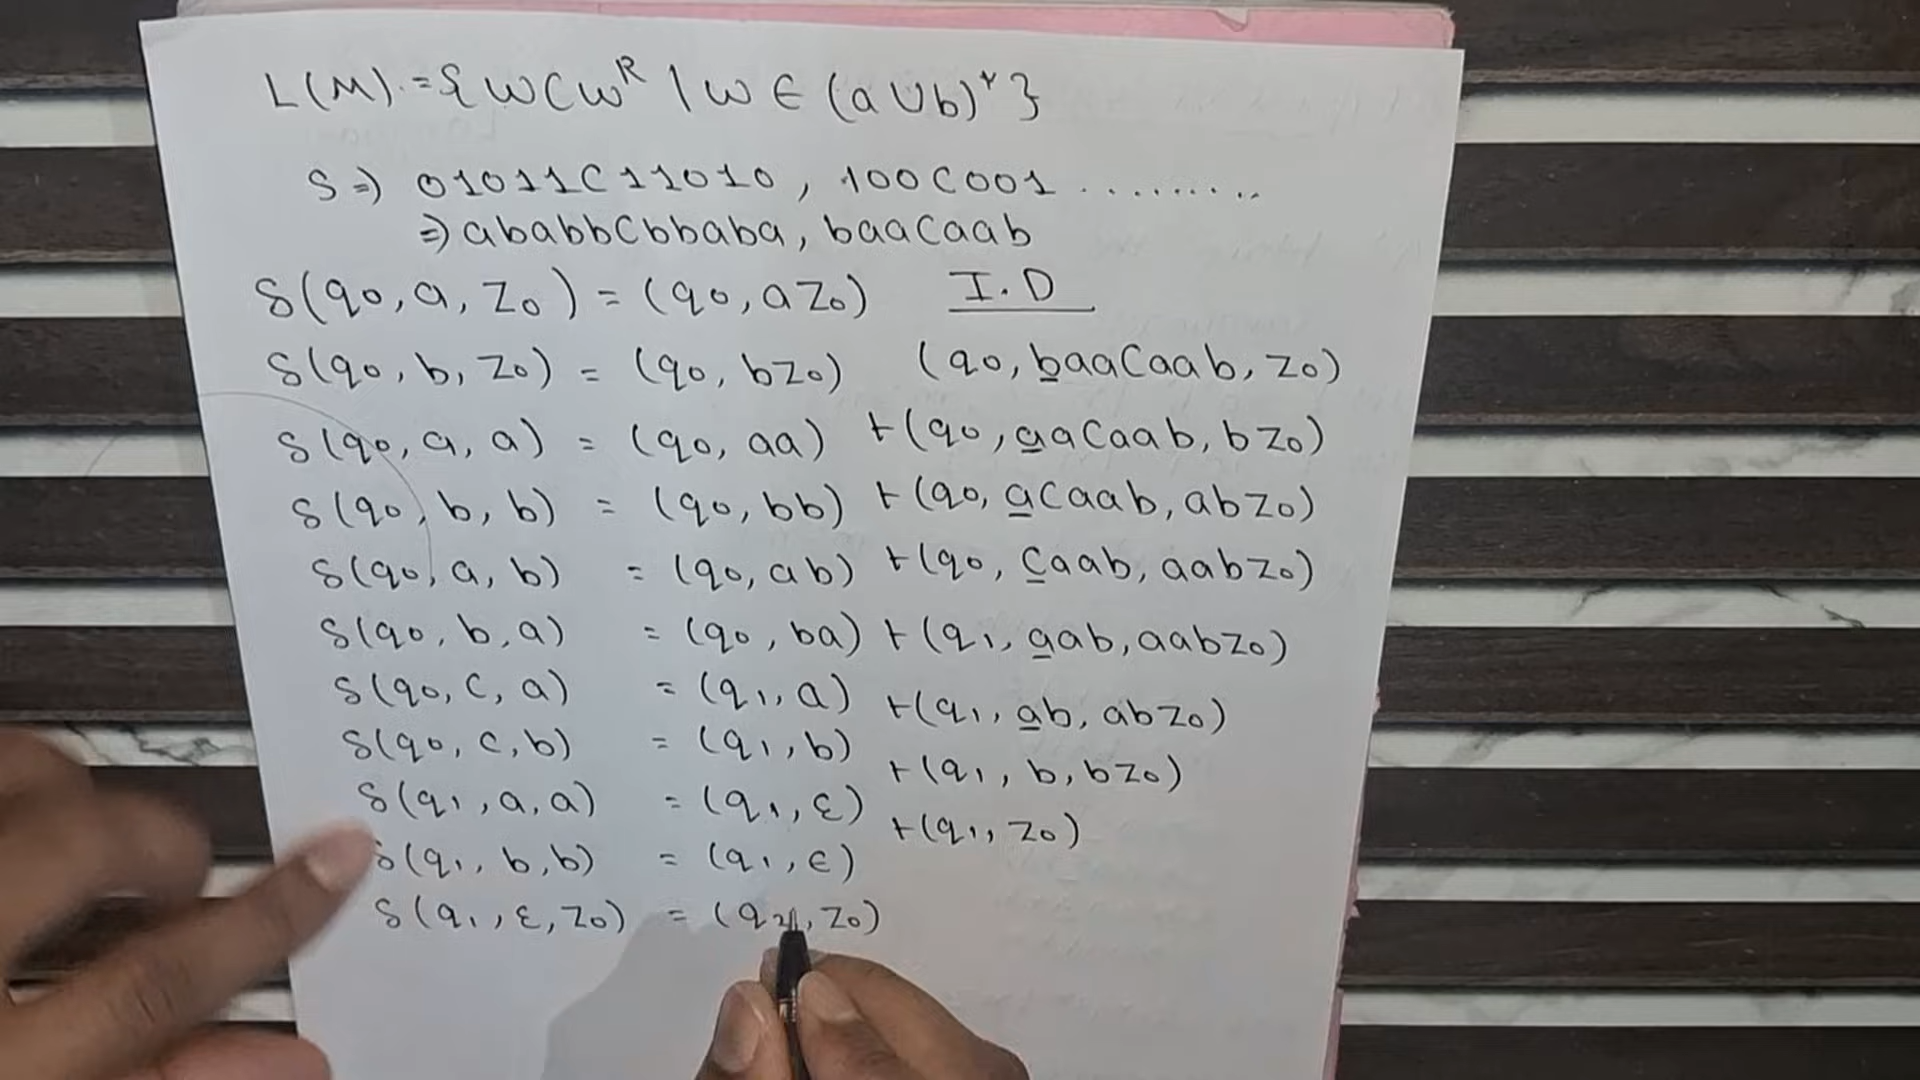 L(M) = { wCw^R | w ∈ (a ∪ b)^+ }
S ⇒ 01011C11010, 100C001 .........
⇒ ababbCbbaba, baaCaab
δ(q0, a, Z0) = (q0, aZ0) I.D
δ(q0, b, Z0) = (q0, bZ0) (q0, baaCaab, Z0)
δ(q0, a, a) = (q0, aa) ⊢(q0, aaCaab, bZ0)
δ(q0, b, b) = (q0, bb) ⊢(q0, aCaab, abZ0)
δ(q0, a, b) = (q0, ab) ⊢(q0, Caab, aabZ0)
δ(q0, b, a) = (q0, ba) ⊢(q1, aab, aabZ0)
δ(q0, C, a) = (q1, a) ⊢(q1, ab, abZ0)
δ(q0, C, b) = (q1, b) ⊢(q1, b, bZ0)
δ(q1, a, a) = (q1, ε) ⊢(q1, Z0)
δ(q1, b, b) = (q1, ε)
δ(q1, ε, Z0) = (q2, Z0)